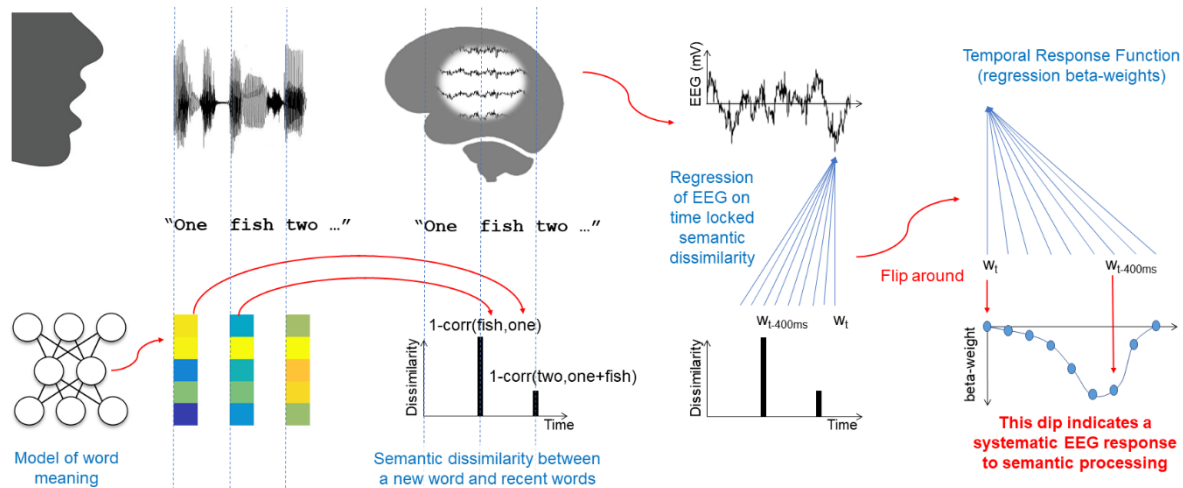 "One fish two …"
Model of word
meaning
"One fish two …"
1-corr(fish,one)
1-corr(two,one+fish)
Dissimilarity
Time
Semantic dissimilarity between
a new word and recent words
EEG (mV)
Regression
of EEG on
time locked
semantic
dissimilarity
Wt-400ms
Wt
Dissimilarity
Time
Flip around
Temporal Response Function
(regression beta-weights)
Wt
Wt-400ms
beta-weight
This dip indicates a
systematic EEG response
to semantic processing